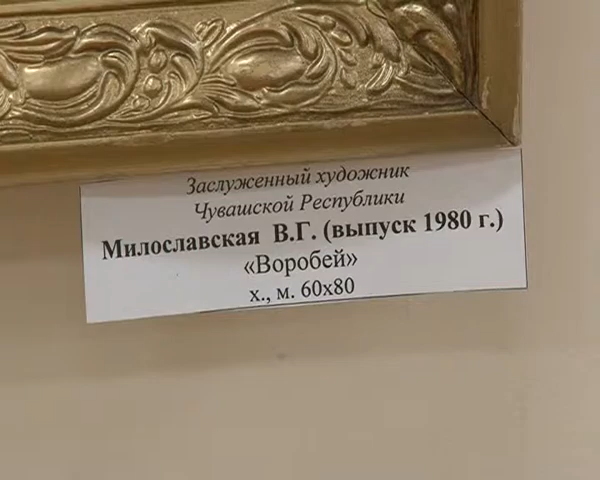 Заслуженный художник
Чувашской Республики
Милославская В.Г. (выпуск 1980 г.)
«Воробей»
х., м. 60х80